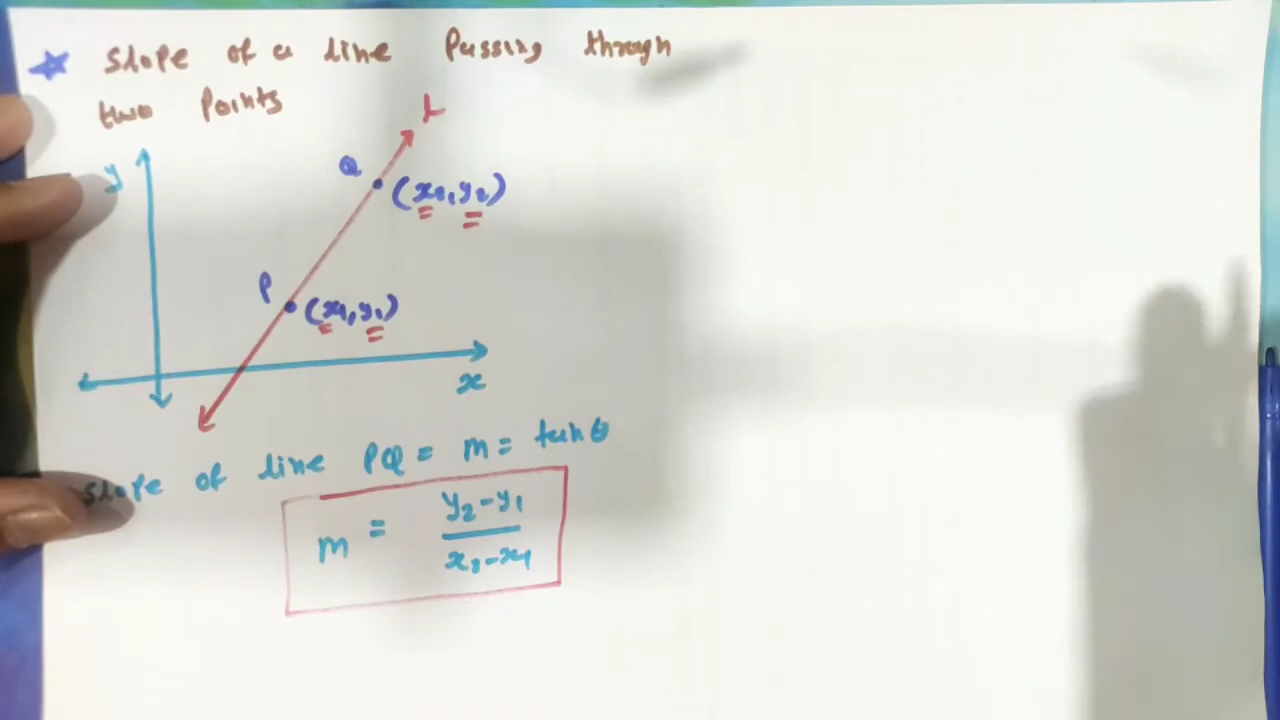 Slope of a line Passing through
two Points
L
y
Q
(x₂, y₂)
P
(x₁, y₁)
x
Slope of line PQ = m = tan θ
m = y₂-y₁ / x₂-x₁